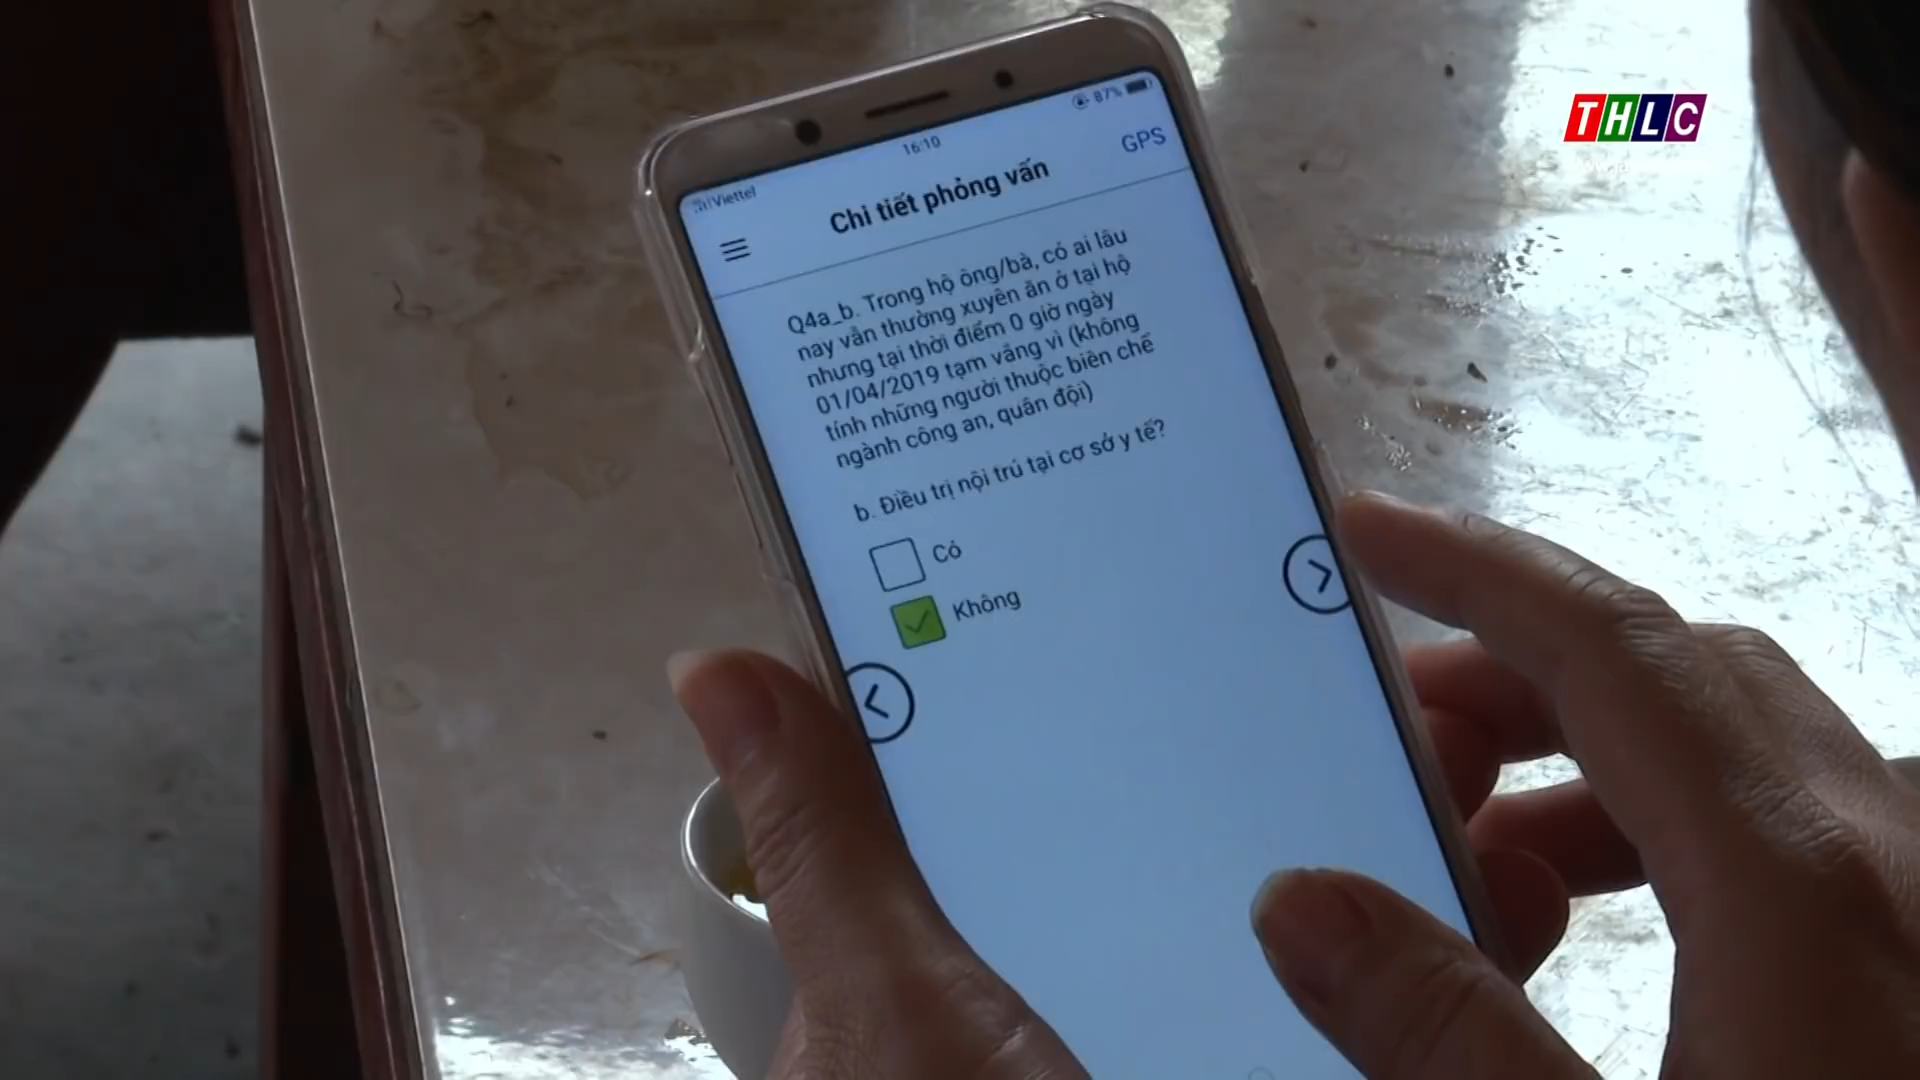 THLC
Viettel
16:10
87%
GPS
Chi tiết phỏng vấn
Q4a_b. Trong hộ ông/bà, có ai lâu
nay vẫn thường xuyên ăn ở tại hộ
nhưng tại thời điểm 0 giờ ngày
01/04/2019 tạm vắng vì (không
tính những người thuộc biên chế
ngành công an, quân đội)
b. Điều trị nội trú tại cơ sở y tế?
Có
Không